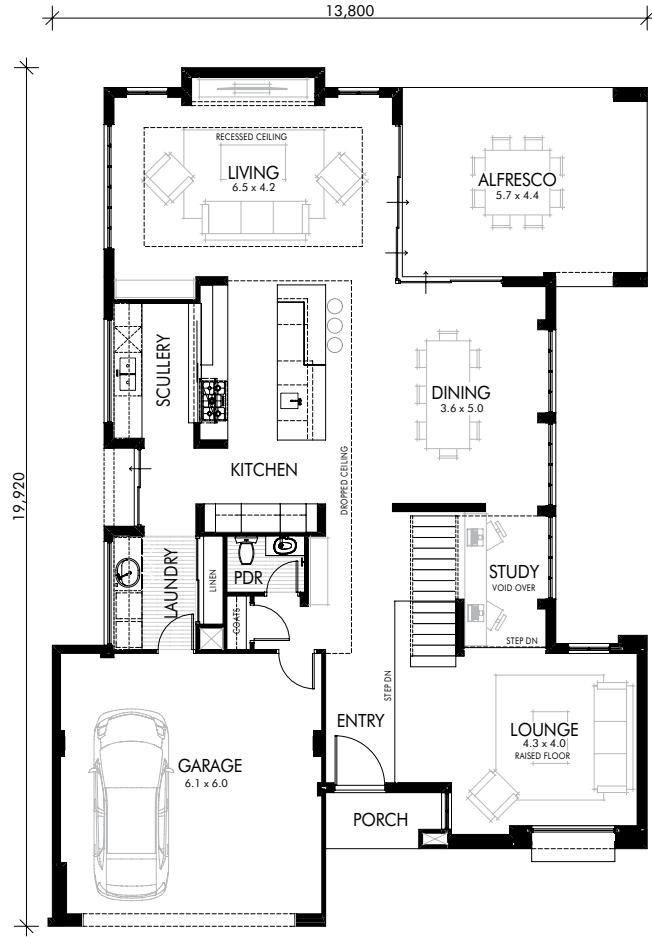 13,800
19,920
RECESSED CEILING
LIVING
6.5 x 4.2
ALFRESCO
5.7 x 4.4
SCULLERY
DINING
3.6 x 5.0
KITCHEN
DROPPED CEILING
LAUNDRY
LINEN
PDR
STUDY
VOID OVER
COATS
STEP DN
STEP DN
ENTRY
LOUNGE
4.3 x 4.0
RAISED FLOOR
GARAGE
6.1 x 6.0
PORCH